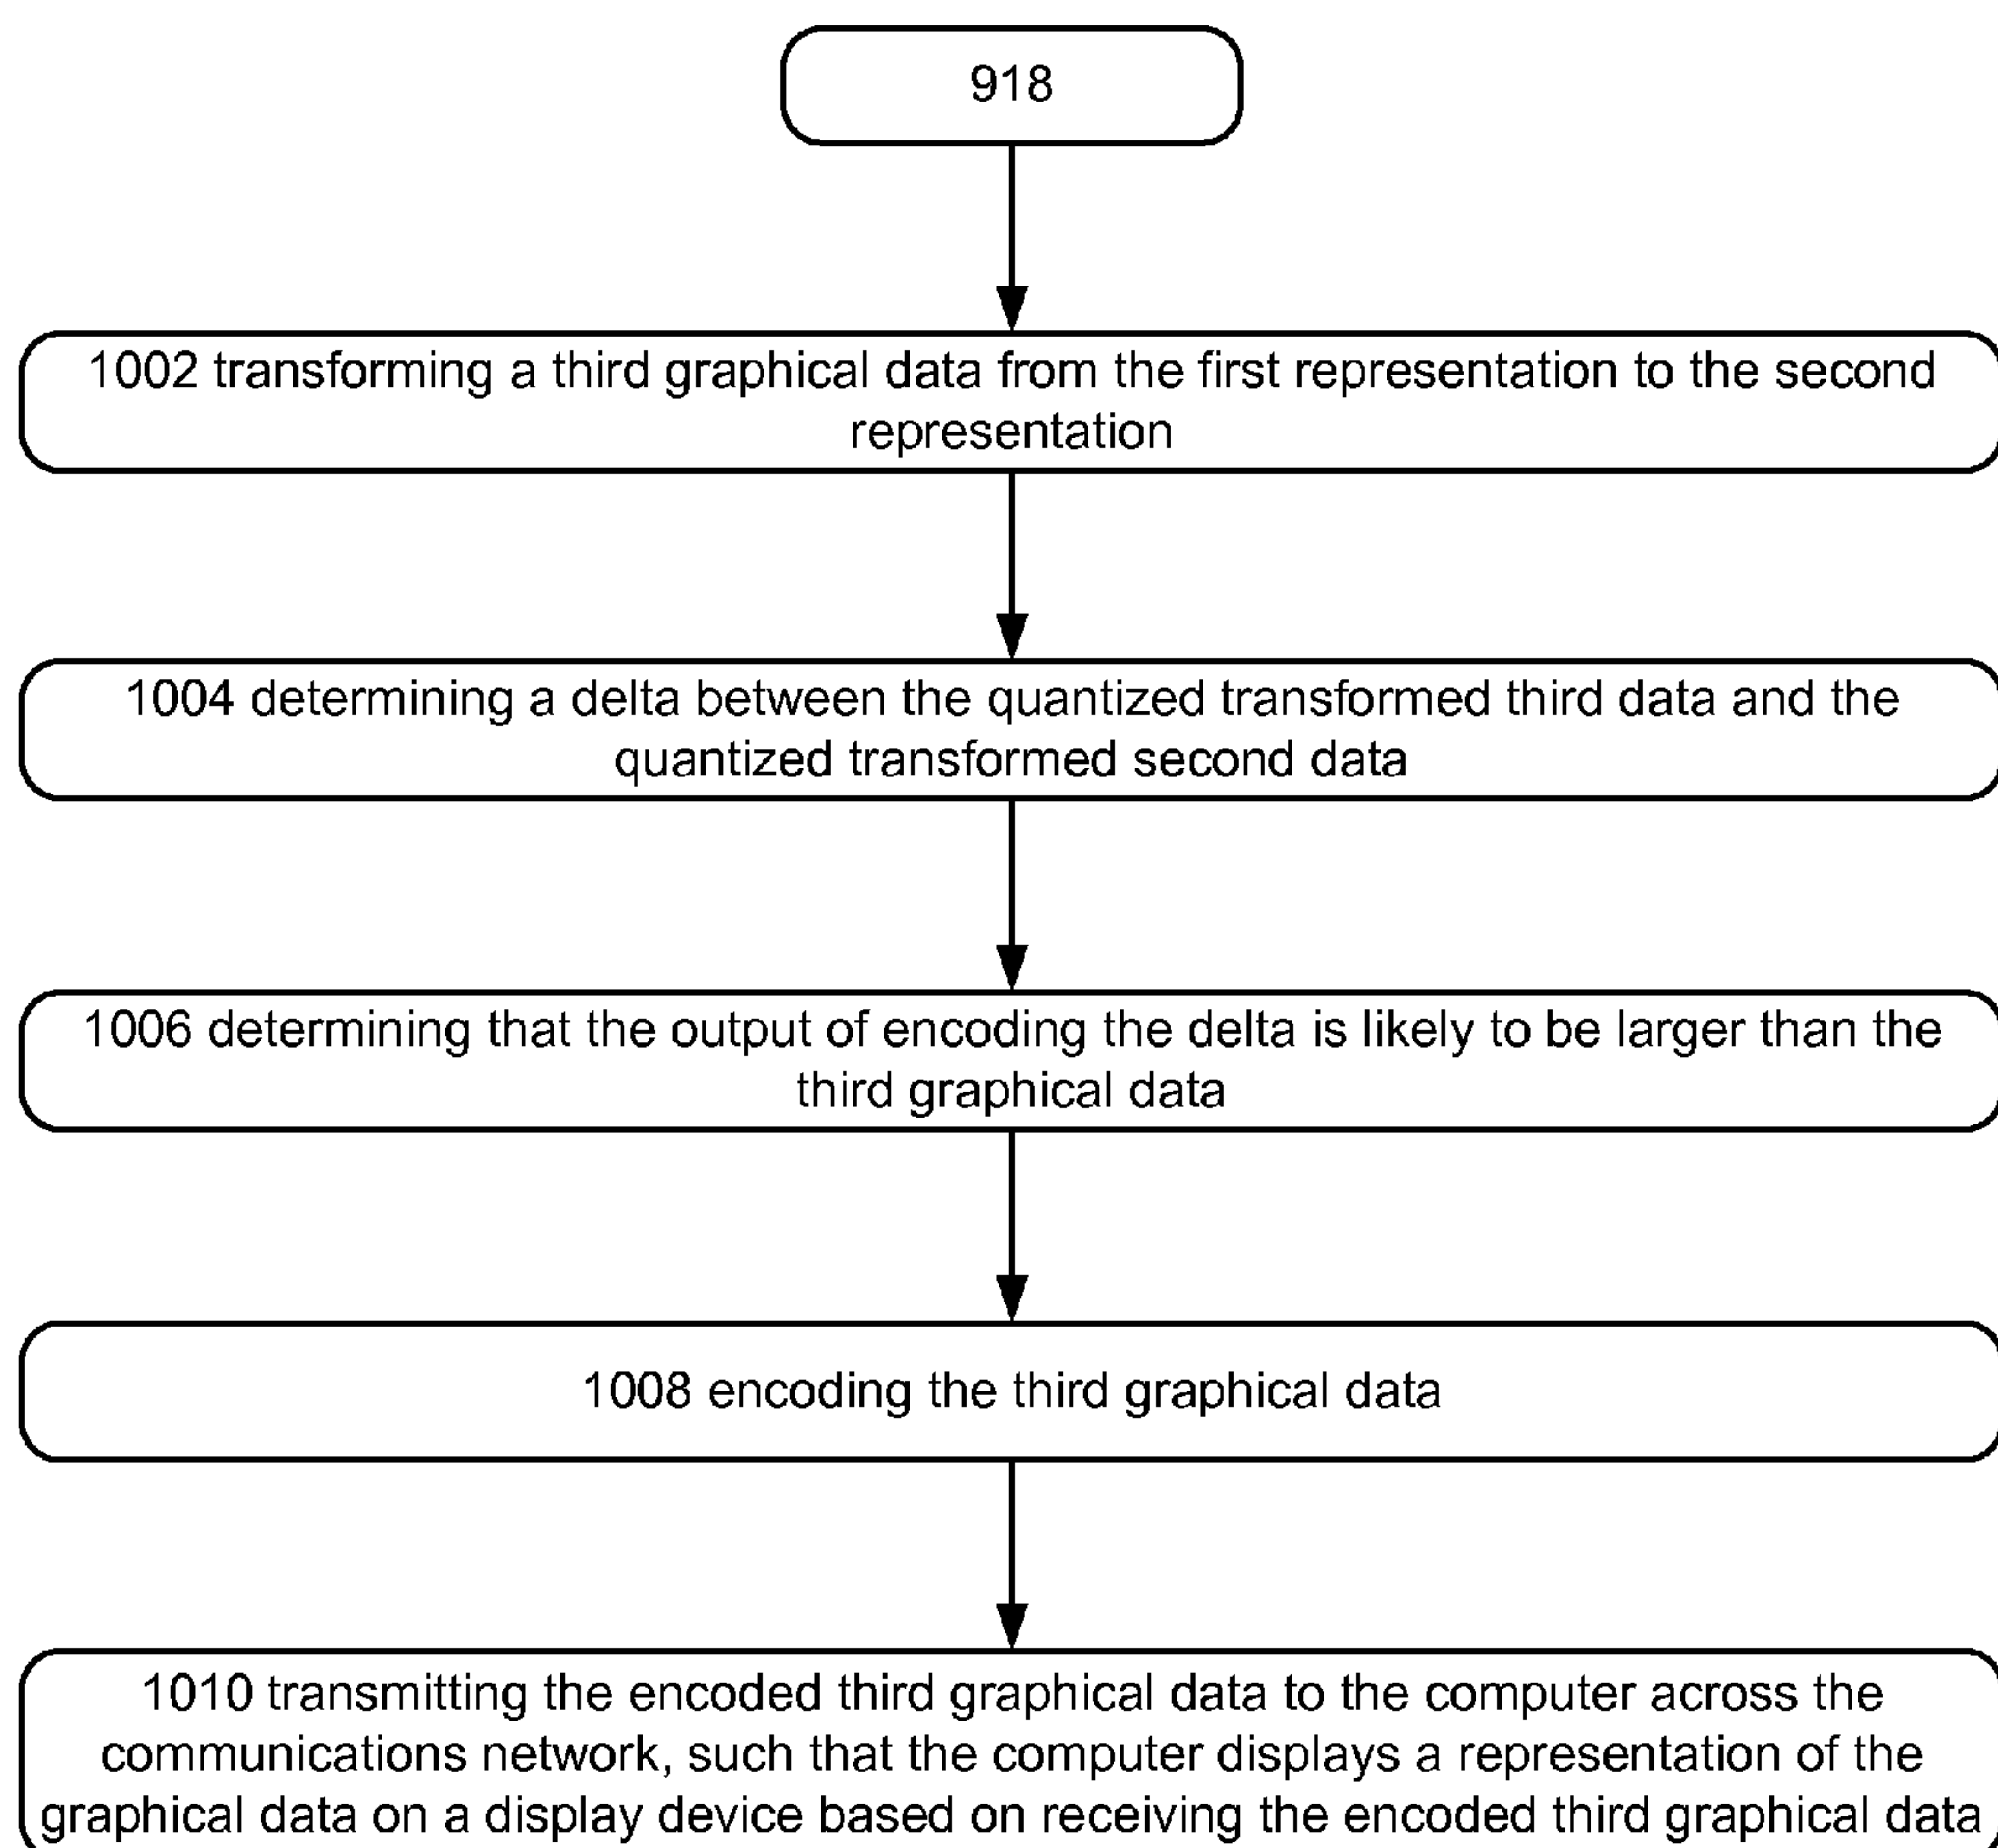 918
1002 transforming a third graphical data from the first representation to the second
representation
1004 determining a delta between the quantized transformed third data and the
quantized transformed second data
1006 determining that the output of encoding the delta is likely to be larger than the
third graphical data
1008 encoding the third graphical data
1010 transmitting the encoded third graphical data to the computer across the
communications network, such that the computer displays a representation of the
graphical data on a display device based on receiving the encoded third graphical data